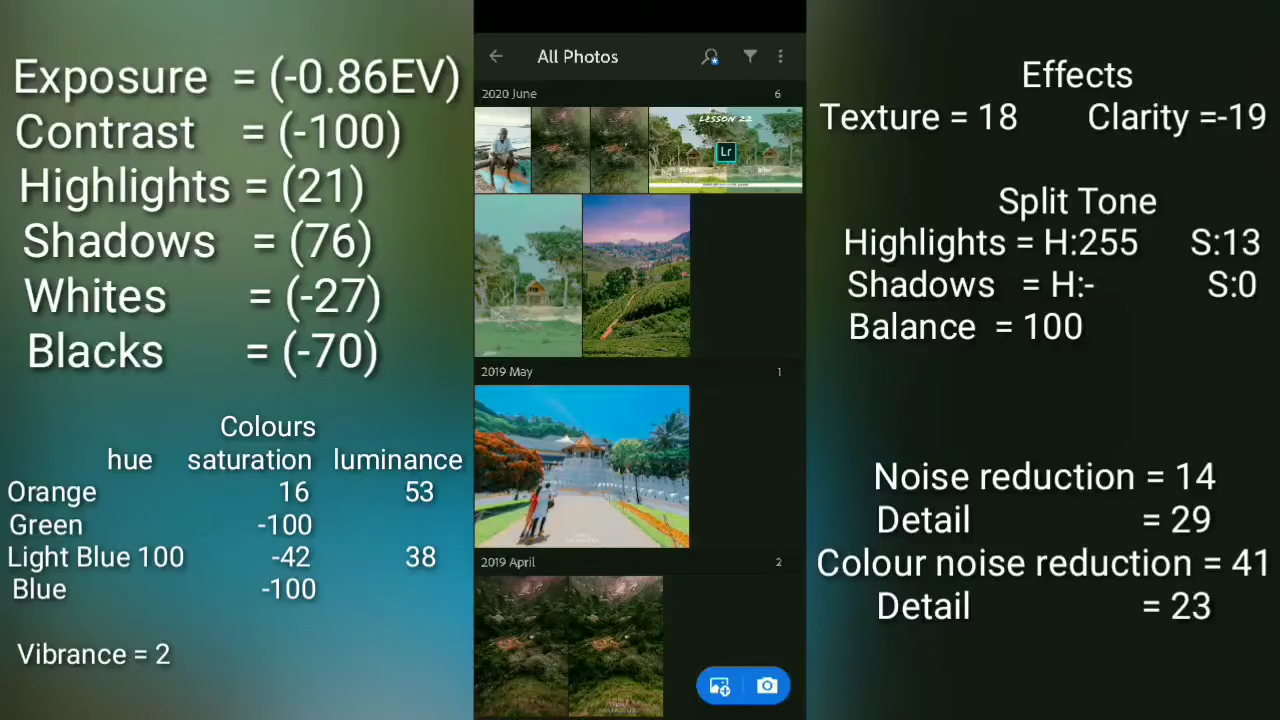 Exposure = (-0.86EV)
Contrast = (-100)
Highlights = (21)
Shadows = (76)
Whites = (-27)
Blacks = (-70)
Colours
hue saturation luminance
Orange 16 53
Green -100
Light Blue 100 -42 38
Blue -100
Vibrance = 2
All Photos
2020 June 6
LESSON 22
Lr
2019 May 1
2019 April 2
Effects
Texture = 18 Clarity =-19
Split Tone
Highlights = H:255 S:13
Shadows = H:- S:0
Balance = 100
Noise reduction = 14
Detail = 29
Colour noise reduction = 41
Detail = 23